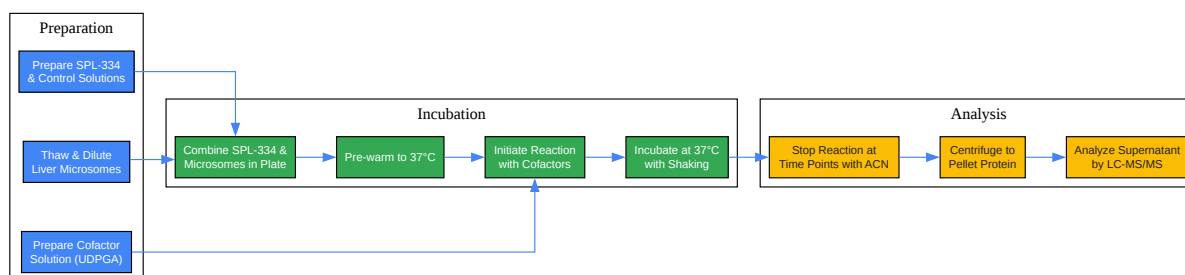 Preparation
Prepare SPL-334
& Control Solutions
Thaw & Dilute
Liver Microsomes
Prepare Cofactor
Solution (UDPGA)
Incubation
Combine SPL-334 &
Microsomes in Plate
Pre-warm to 37°C
Initiate Reaction
with Cofactors
Incubate at 37°C
with Shaking
Analysis
Stop Reaction at
Time Points with ACN
Centrifuge to
Pellet Protein
Analyze Supernatant
by LC-MS/MS